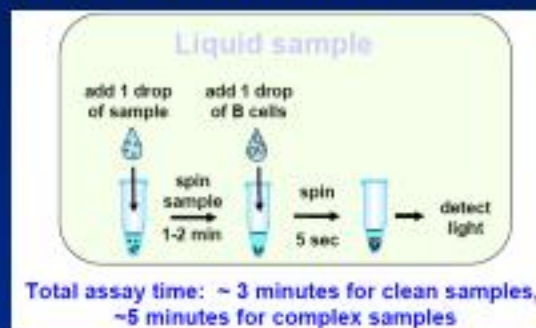 Liquid sample
add 1 drop
of sample
add 1 drop
of B cells
spin
sample
1-2 min
spin
5 sec
detect
light
Total assay time: ~ 3 minutes for clean samples,
~5 minutes for complex samples